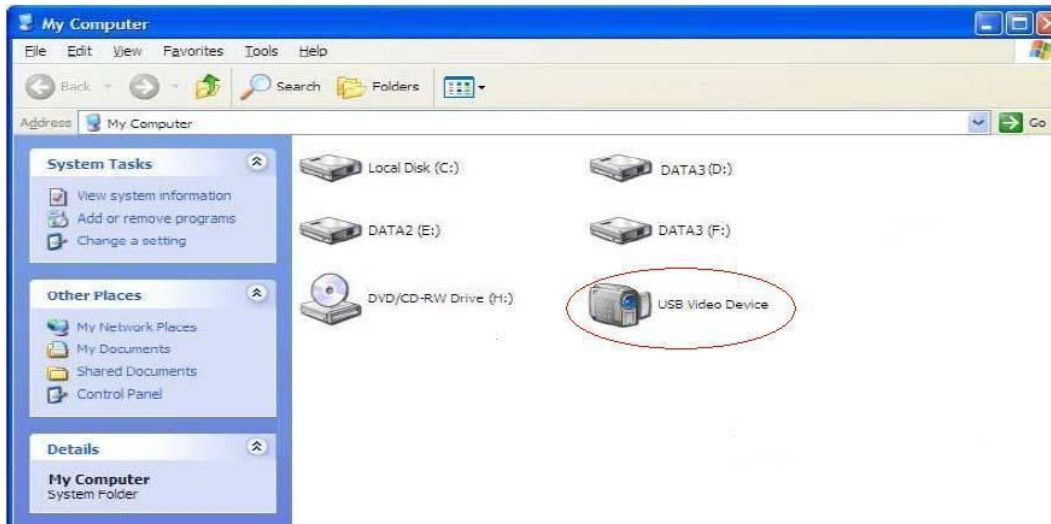 My Computer
File Edit View Favorites Tools Help
Back Search Folders
Address My Computer Go
System Tasks
View system information
Add or remove programs
Change a setting
Other Places
My Network Places
My Documents
Shared Documents
Control Panel
Details
My Computer
System Folder
Local Disk (C:) DATA3(D:)
DATA2 (E:) DATA3 (F:)
DVD/CD-RW Drive (H:) USB Video Device